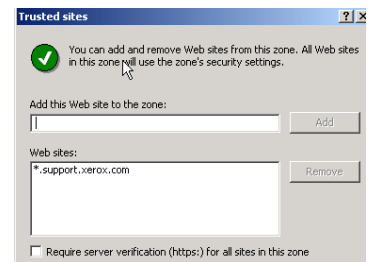 Trusted sites
You can add and remove Web sites from this zone. All Web sites
in this zone will use the zone's security settings.
Add this Web site to the zone:
Add
Web sites:
*.support.xerox.com
Remove
Require server verification (https:) for all sites in this zone